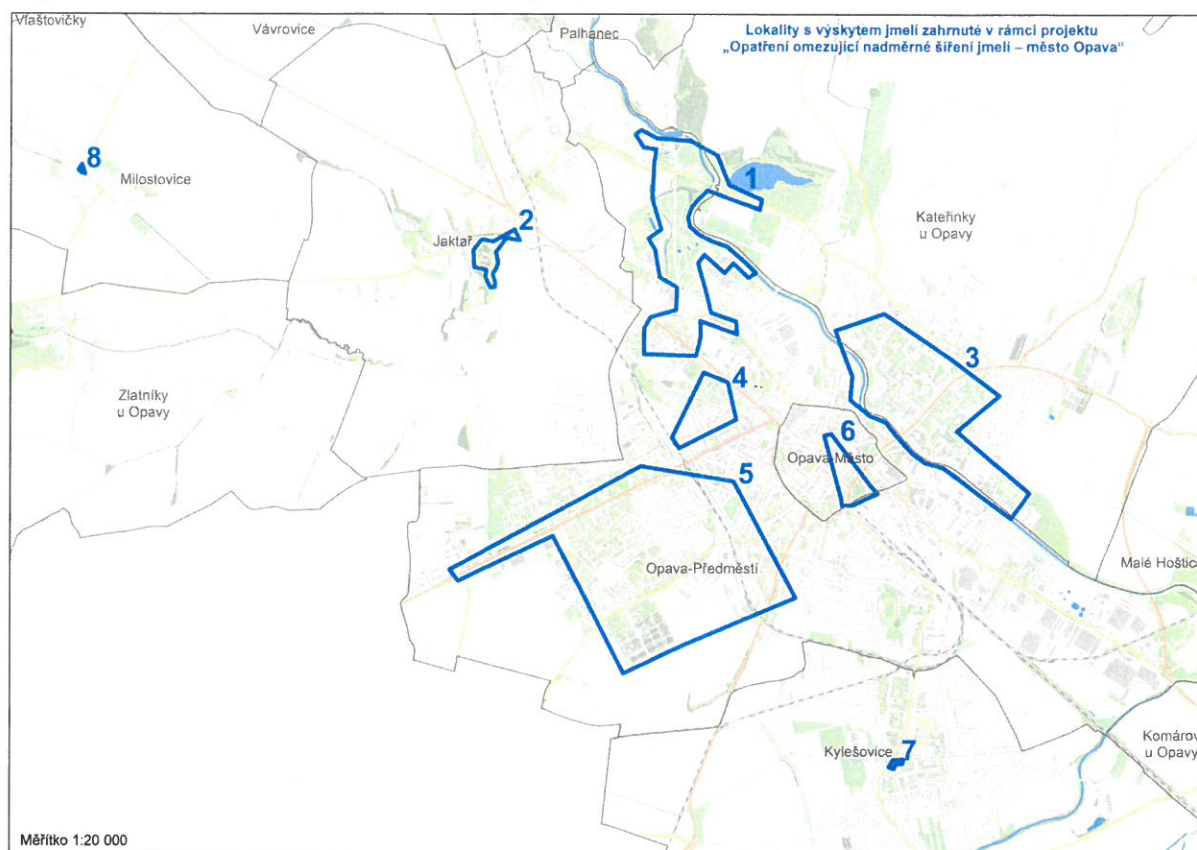 Vlaštovičky
Vávrovice
Palhanec
Lokality s výskytem jmelí zahrnuté v rámci projektu
„Opatření omezující nadměrné šíření jmelí – město Opava“
8
Milostovice
1
2
Jaktař
Kateřinky
u Opavy
3
Zlatníky
u Opavy
4
6
Opava-Město
5
Opava-Předměstí
Malé Hoštic
Kylešovice
7
Komárov
u Opavy
Měřítko 1:20 000